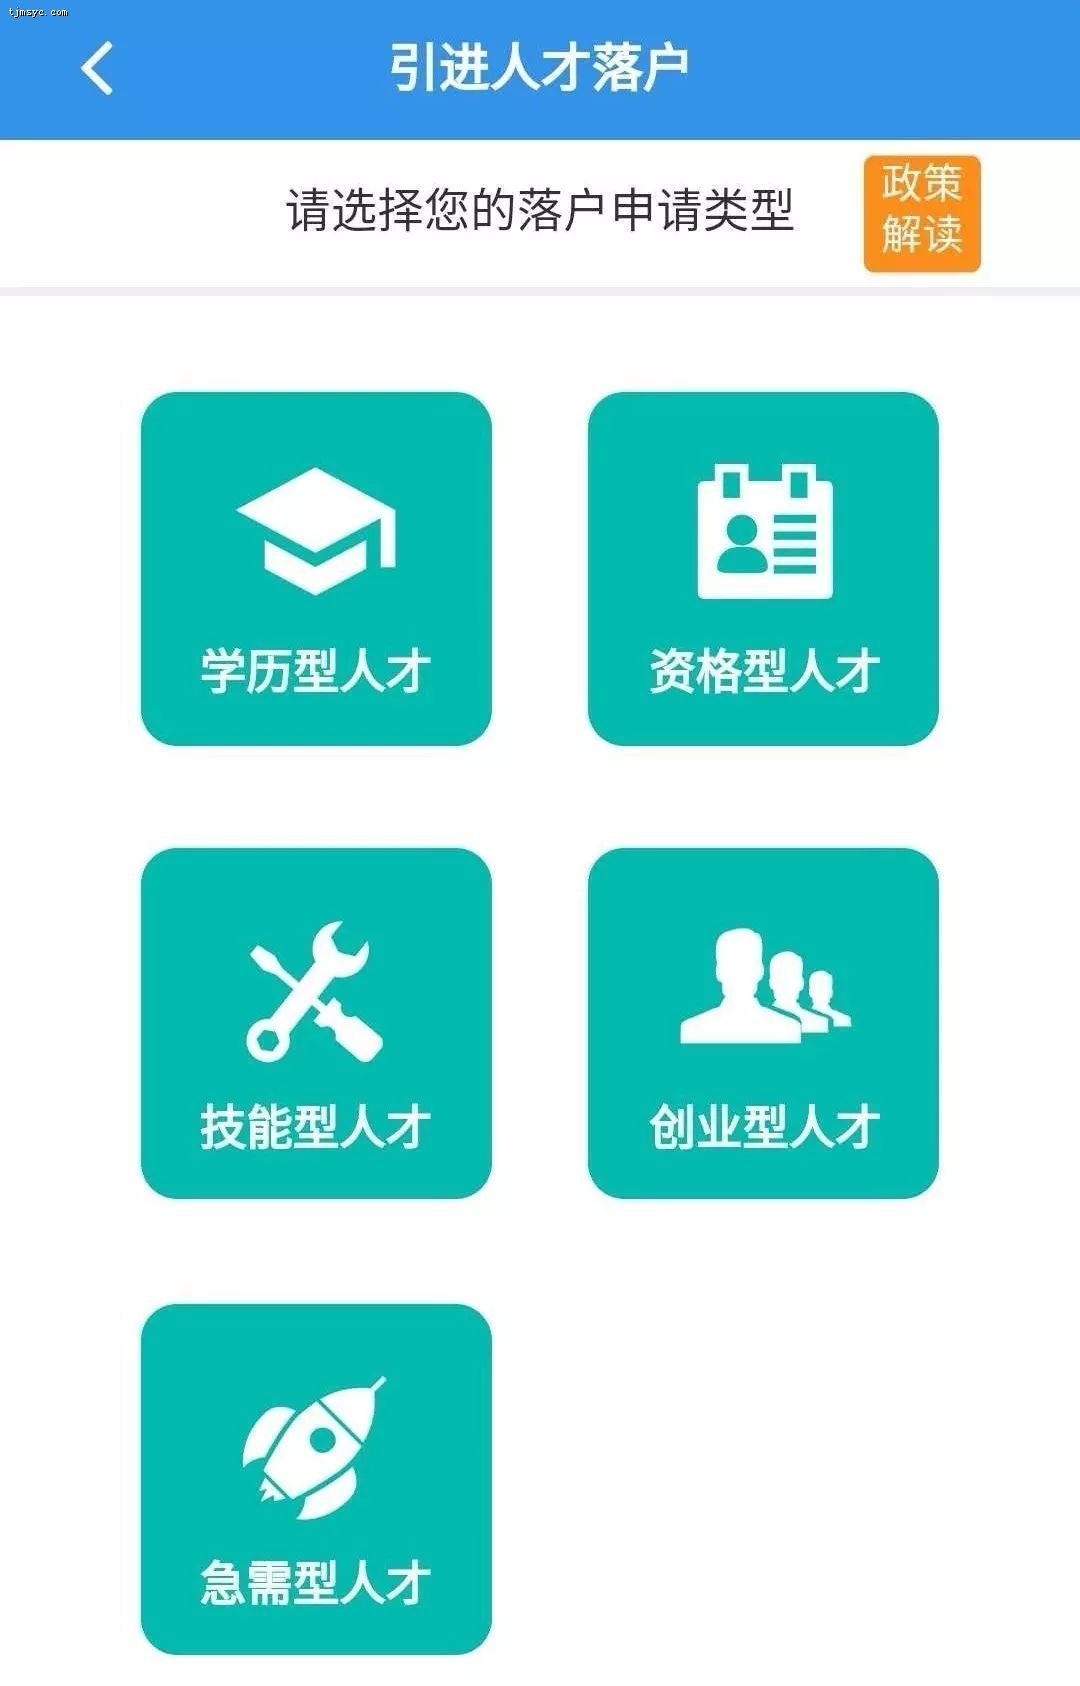 tjmsyc.com
引进人才落户
请选择您的落户申请类型
政策
解读
学历型人才
资格型人才
技能型人才
创业型人才
急需型人才